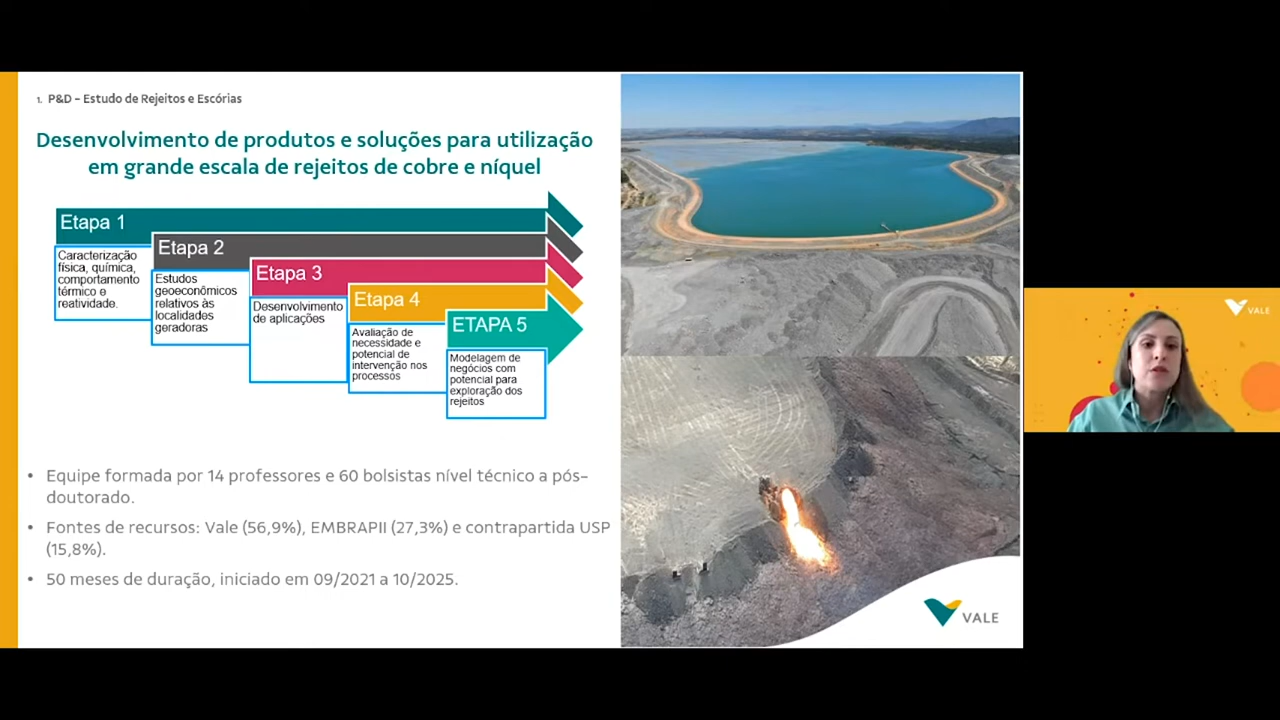 1. P&D – Estudo de Rejeitos e Escórias
Desenvolvimento de produtos e soluções para utilização
em grande escala de rejeitos de cobre e níquel
Etapa 1
Caracterização
física, química,
comportamento
térmico e
reatividade.
Etapa 2
Estudos
geoeconômicos
relativos às
localidades
geradoras
Etapa 3
Desenvolvimento
de aplicações
Etapa 4
Avaliação de
necessidade e
potencial de
intervenção nos
processos
ETAPA 5
Modelagem de
negócios com
potencial para
exploração dos
rejeitos
• Equipe formada por 14 professores e 60 bolsistas nível técnico a pós-
doutorado.
• Fontes de recursos: Vale (56,9%), EMBRAPII (27,3%) e contrapartida USP
(15,8%).
• 50 meses de duração, iniciado em 09/2021 a 10/2025.
VALE
VALE